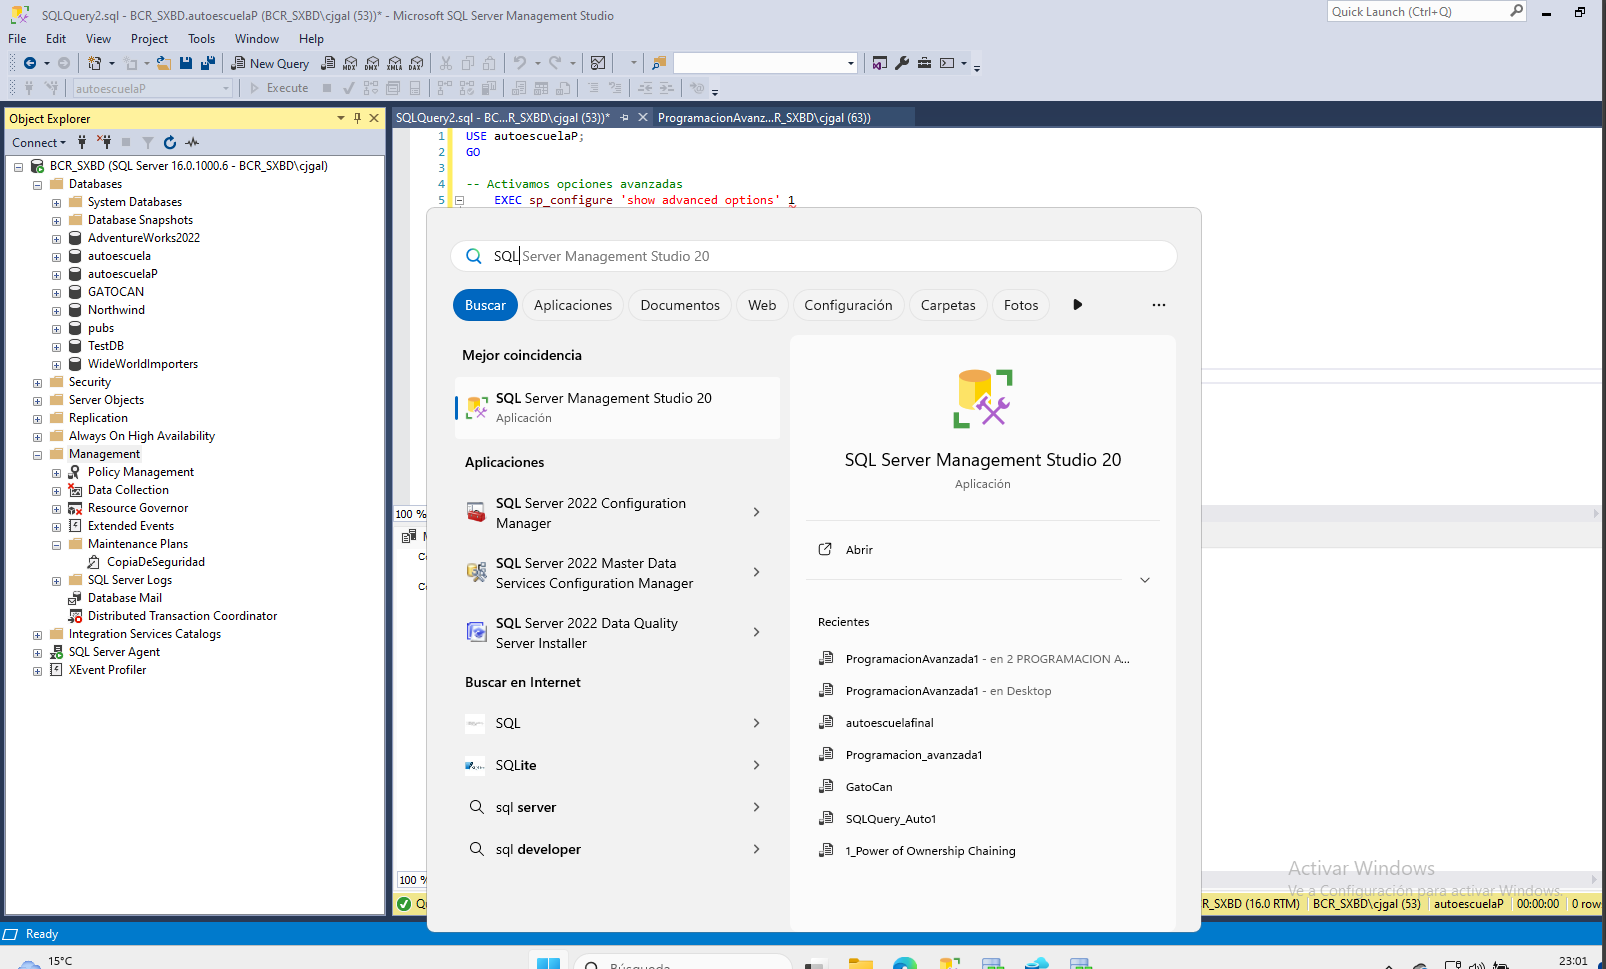 SQLQuery2.sql - BCR_SXBD.autoescuelaP (BCR_SXBD\cjgal (53))* - Microsoft SQL Server Management Studio
Quick Launch (Ctrl+Q)
File Edit View Project Tools Window Help
New Query MDX DMX XMLA DAX
autoescuelaP Execute
Object Explorer
Connect
BCR_SXBD (SQL Server 16.0.1000.6 - BCR_SXBD\cjgal)
Databases
System Databases
Database Snapshots
AdventureWorks2022
autoescuela
autoescuelaP
GATOCAN
Northwind
pubs
TestDB
WideWorldImporters
Security
Server Objects
Replication
Always On High Availability
Management
Policy Management
Data Collection
Resource Governor
Extended Events
Maintenance Plans
CopiaDeSeguridad
SQL Server Logs
Database Mail
Distributed Transaction Coordinator
Integration Services Catalogs
SQL Server Agent
XEvent Profiler
SQLQuery2.sql - BC...R_SXBD\cjgal (53))* ProgramacionAvanz...R_SXBD\cjgal (63))
1 USE autoescuelaP;
2 GO
3
4 -- Activamos opciones avanzadas
5 EXEC sp_configure 'show advanced options' 1
100 %
100 %
SQL Server Management Studio 20
Buscar Aplicaciones Documentos Web Configuración Carpetas Fotos
Mejor coincidencia
SQL Server Management Studio 20
Aplicación
Aplicaciones
SQL Server 2022 Configuration
Manager
SQL Server 2022 Master Data
Services Configuration Manager
SQL Server 2022 Data Quality
Server Installer
Buscar en Internet
SQL
SQLite
sql server
sql developer
SQL Server Management Studio 20
Aplicación
Abrir
Recientes
ProgramacionAvanzada1 - en 2 PROGRAMACION A...
ProgramacionAvanzada1 - en Desktop
autoescuelafinal
Programacion_avanzada1
GatoCan
SQLQuery_Auto1
1_Power of Ownership Chaining
Activar Windows
Ve a Configuración para activar Windows.
R_SXBD (16.0 RTM) BCR_SXBD\cjgal (53) autoescuelaP 00:00:00 0 rows
Ready
15°C
Búsqueda
23:01